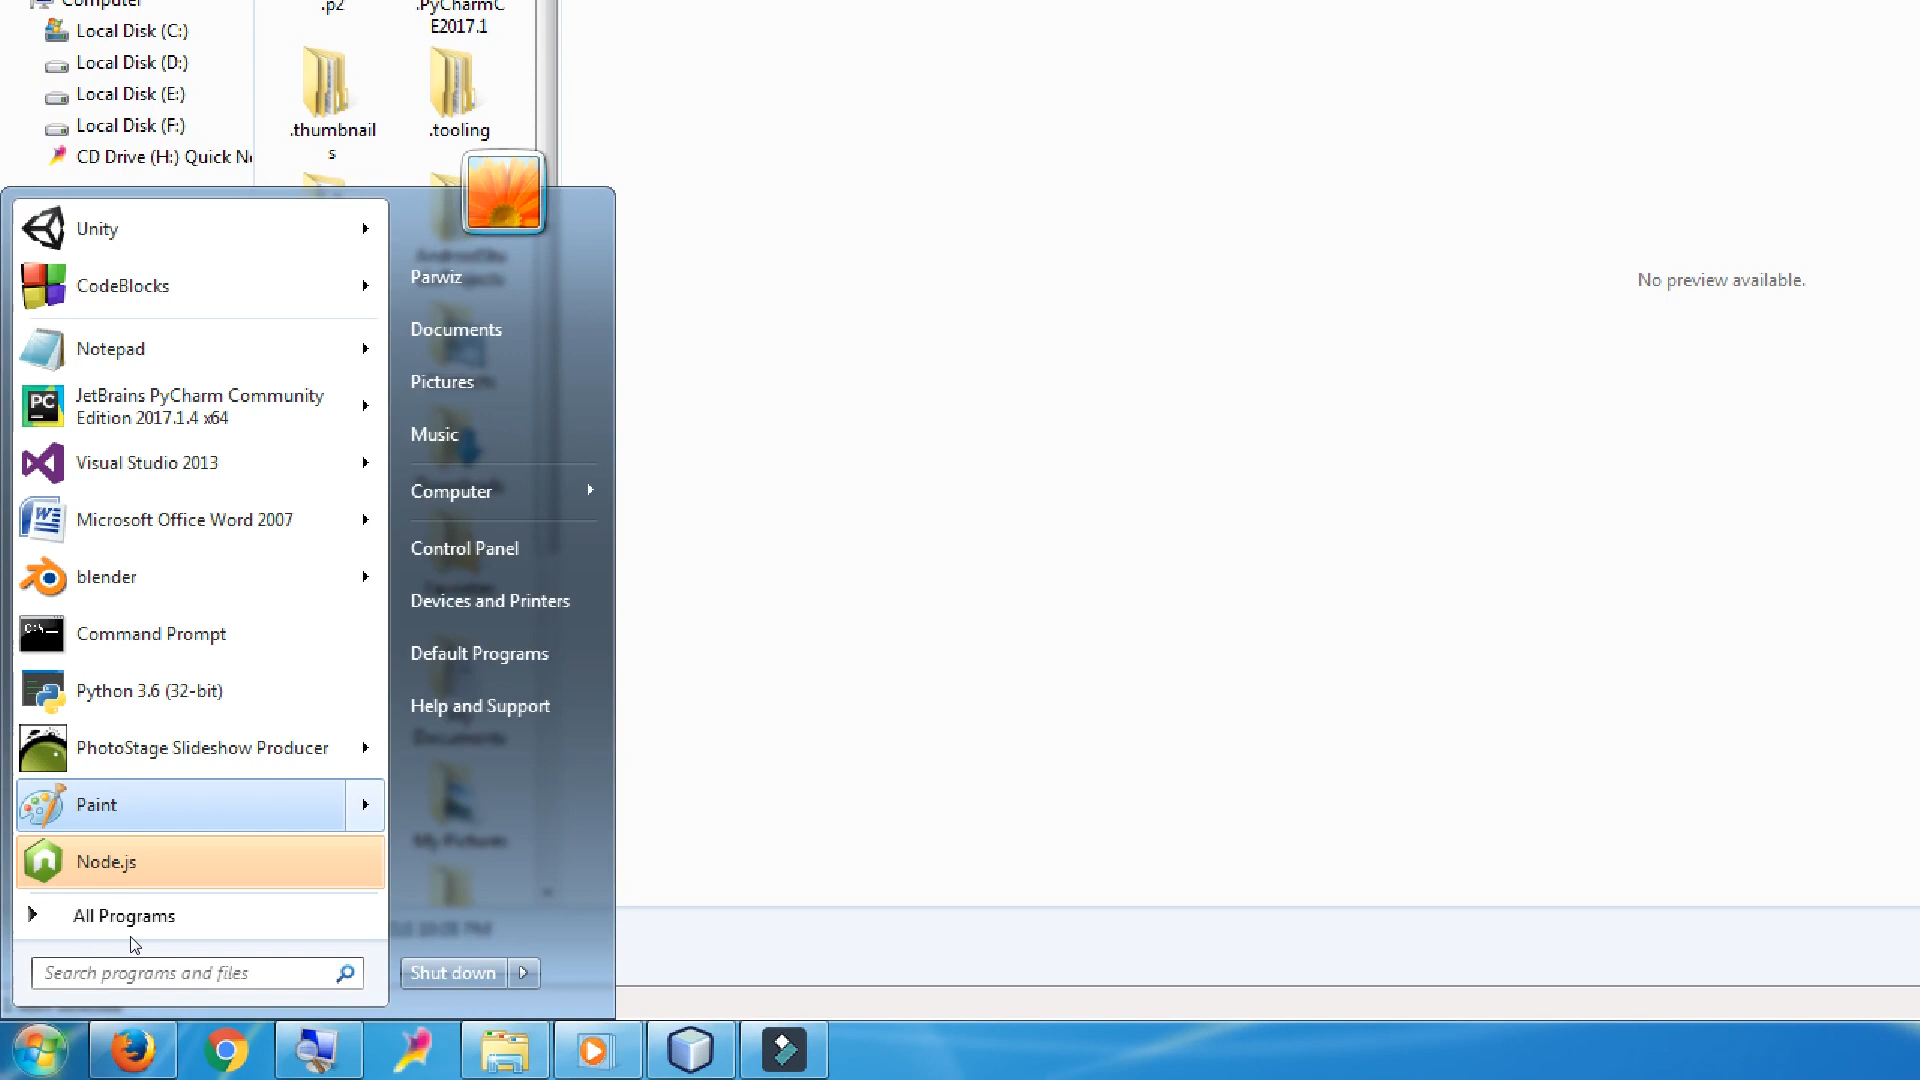 Computer
Local Disk (C:)
Local Disk (D:)
Local Disk (E:)
Local Disk (F:)
CD Drive (H:) Quick
.p2
.PyCharmC
E2017.1
.thumbnail
s
.tooling
Unity
CodeBlocks
Notepad
JetBrains PyCharm Community
Edition 2017.1.4 x64
Visual Studio 2013
Microsoft Office Word 2007
blender
Command Prompt
Python 3.6 (32-bit)
PhotoStage Slideshow Producer
Paint
Node.js
All Programs
Search programs and files
Parwiz
Documents
Pictures
Music
Computer
Control Panel
Devices and Printers
Default Programs
Help and Support
Documents
My Pictures
Shut down
No preview available.
PC
W
C:\